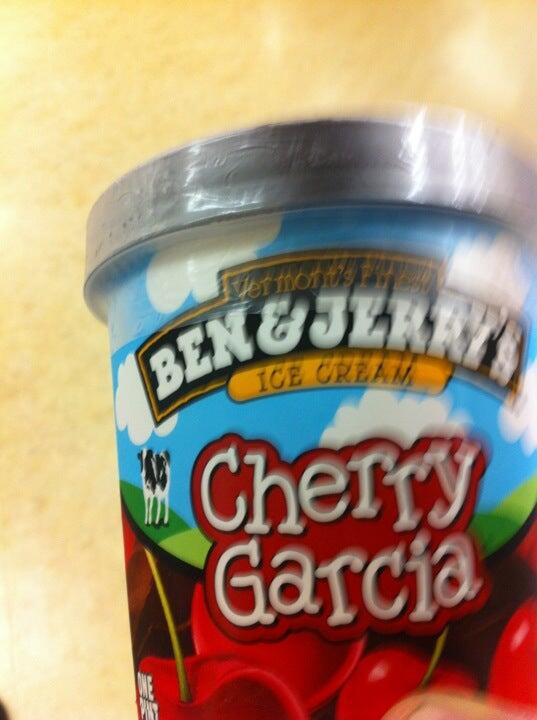 Vermont's Finest
BEN & JERRY'S
ICE CREAM
Cherry
Garcia
ONE
PINT